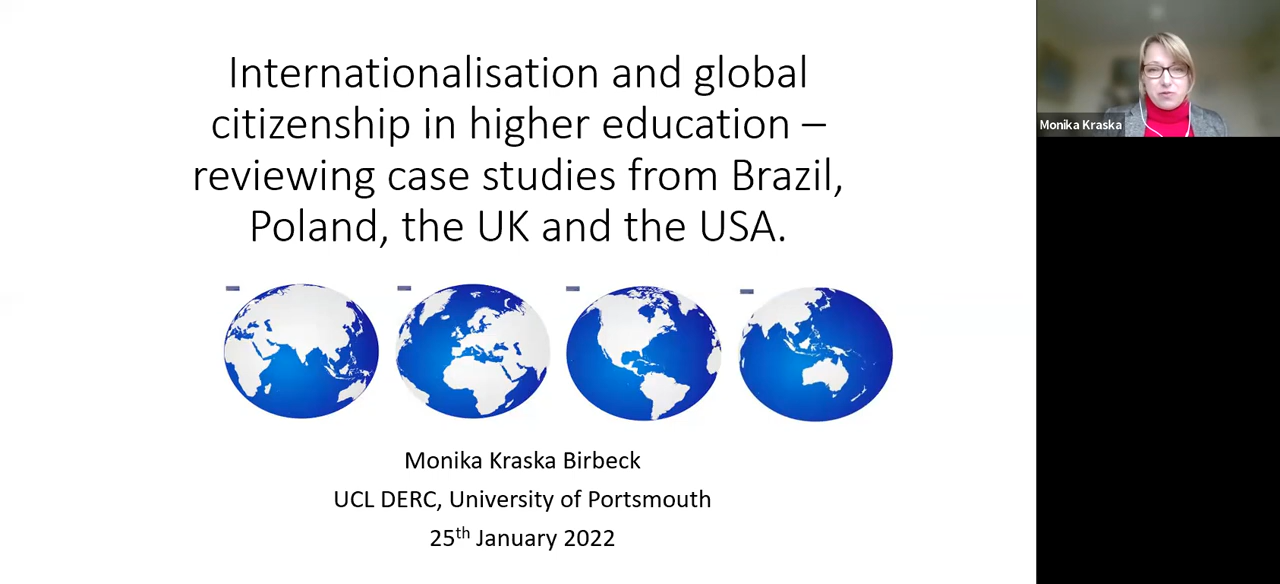 Internationalisation and global
citizenship in higher education –
reviewing case studies from Brazil,
Poland, the UK and the USA.
Monika Kraska Birbeck
UCL DERC, University of Portsmouth
25th January 2022
Monika Kraska